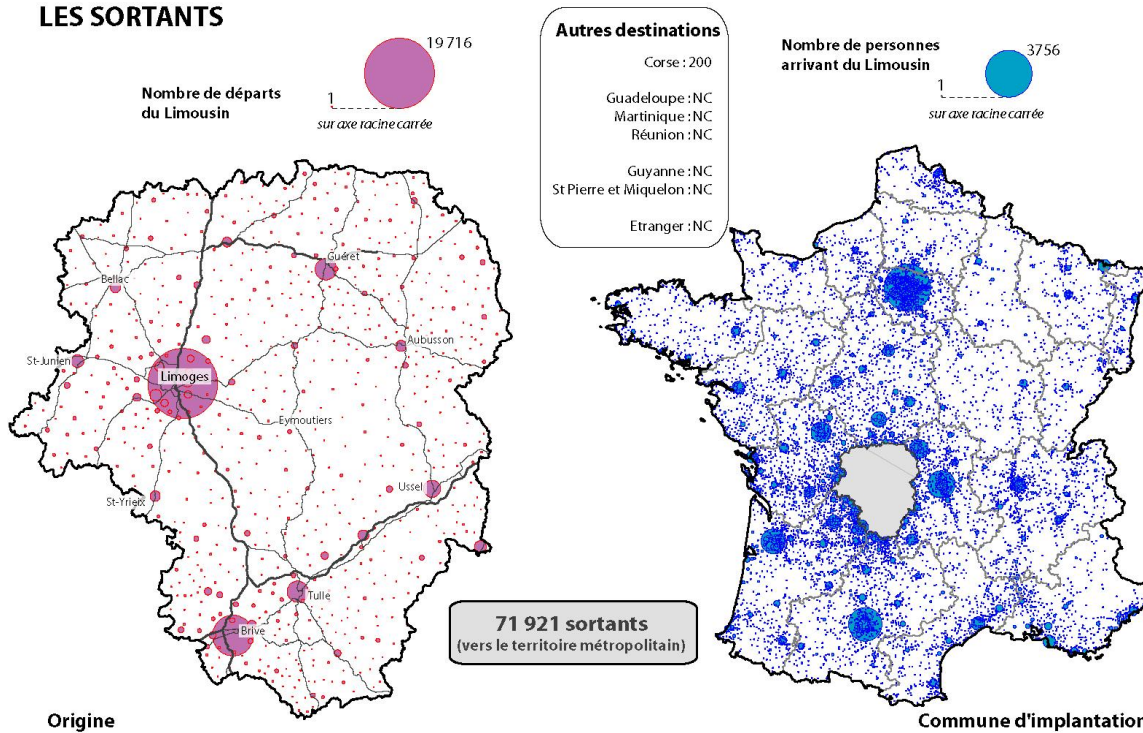 LES SORTANTS
19 716
1
Nombre de départs
du Limousin
sur axe racine carrée
Autres destinations
Corse : 200
Guadeloupe : NC
Martinique : NC
Réunion : NC
Guyanne : NC
St Pierre et Miquelon : NC
Etranger : NC
Nombre de personnes
arrivant du Limousin
3756
1
sur axe racine carrée
Guéret
Bellac
Aubusson
St-Junien
Limoges
Eymoutiers
Ussel
St-Yrieix
Tulle
Brive
71 921 sortants
(vers le territoire métropolitain)
Origine
Commune d'implantation